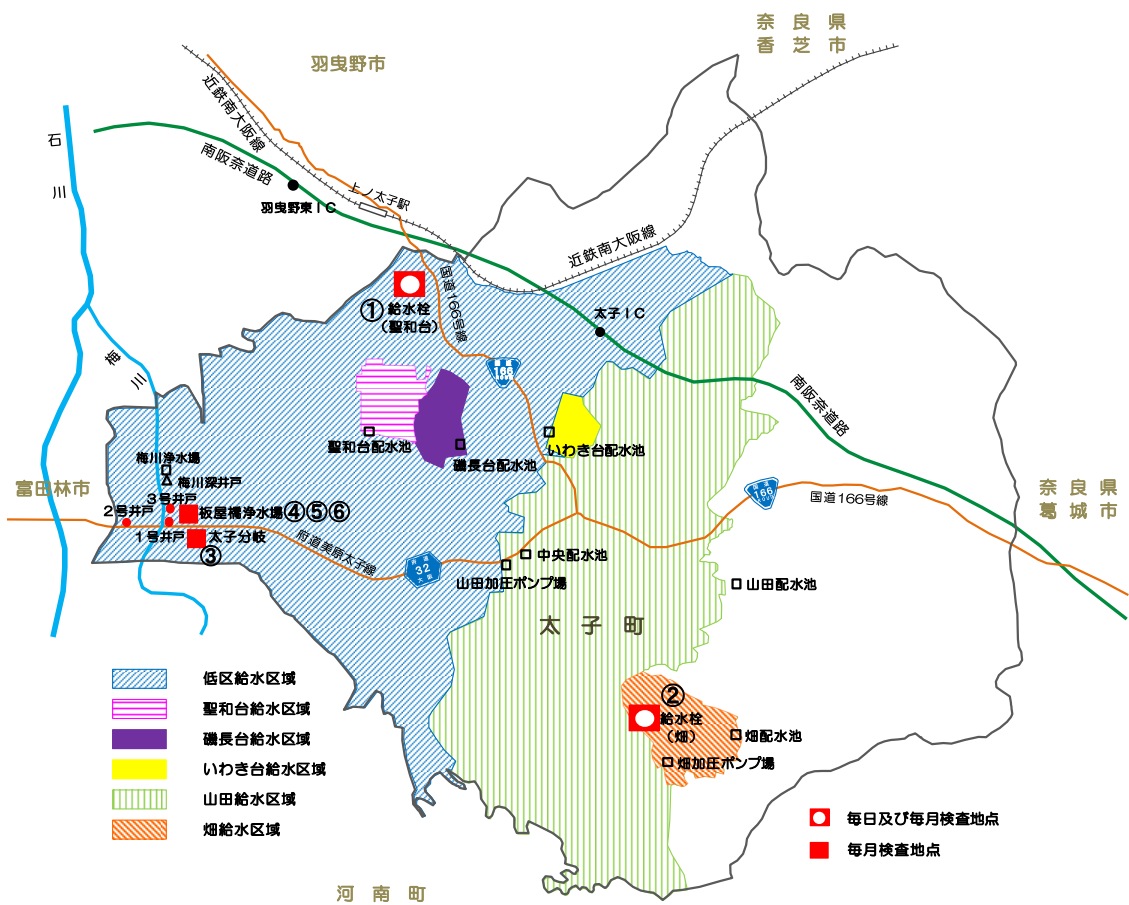 奈良県
香芝市
羽曳野市
近鉄南大阪線
石川
南阪奈道路
上ノ太子駅
羽曳野東IC
近鉄南大阪線
国道166号線
① 給水栓
(聖和台)
太子IC
国道
166
梅川
南阪奈道路
聖和台配水池
磯長台配水池
いわき台配水池
梅川浄水場
梅川深井戸
富田林市
3号井戸
2号井戸
板屋橋浄水場④⑤⑥
1号井戸
太子分岐
③
国道
166
国道166号線
奈良県
葛城市
府道美原太子線
府道
32
大阪
中央配水池
山田加圧ポンプ場
山田配水池
太子町
②
給水栓
(畑)
畑配水池
畑加圧ポンプ場
低区給水区域
聖和台給水区域
磯長台給水区域
いわき台給水区域
山田給水区域
畑給水区域
毎日及び毎月検査地点
毎月検査地点
河南町